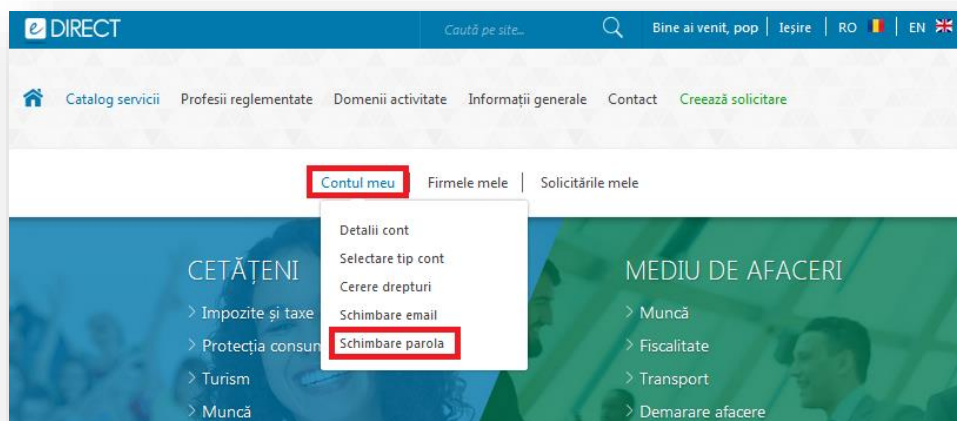 e DIRECT
Caută pe site...
Bine ai venit, pop | Ieșire | RO | EN
Catalog servicii Profesii reglementate Domenii activitate Informații generale Contact Creează solicitare
Contul meu | Firmele mele | Solicitările mele
Detalii cont
Selectare tip cont
Cerere drepturi
Schimbare email
Schimbare parola
CETĂȚENI
> Impozite și taxe
> Protecția consum
> Turism
> Muncă
MEDIU DE AFACERI
> Muncă
> Fiscalitate
> Transport
> Demarare afacere